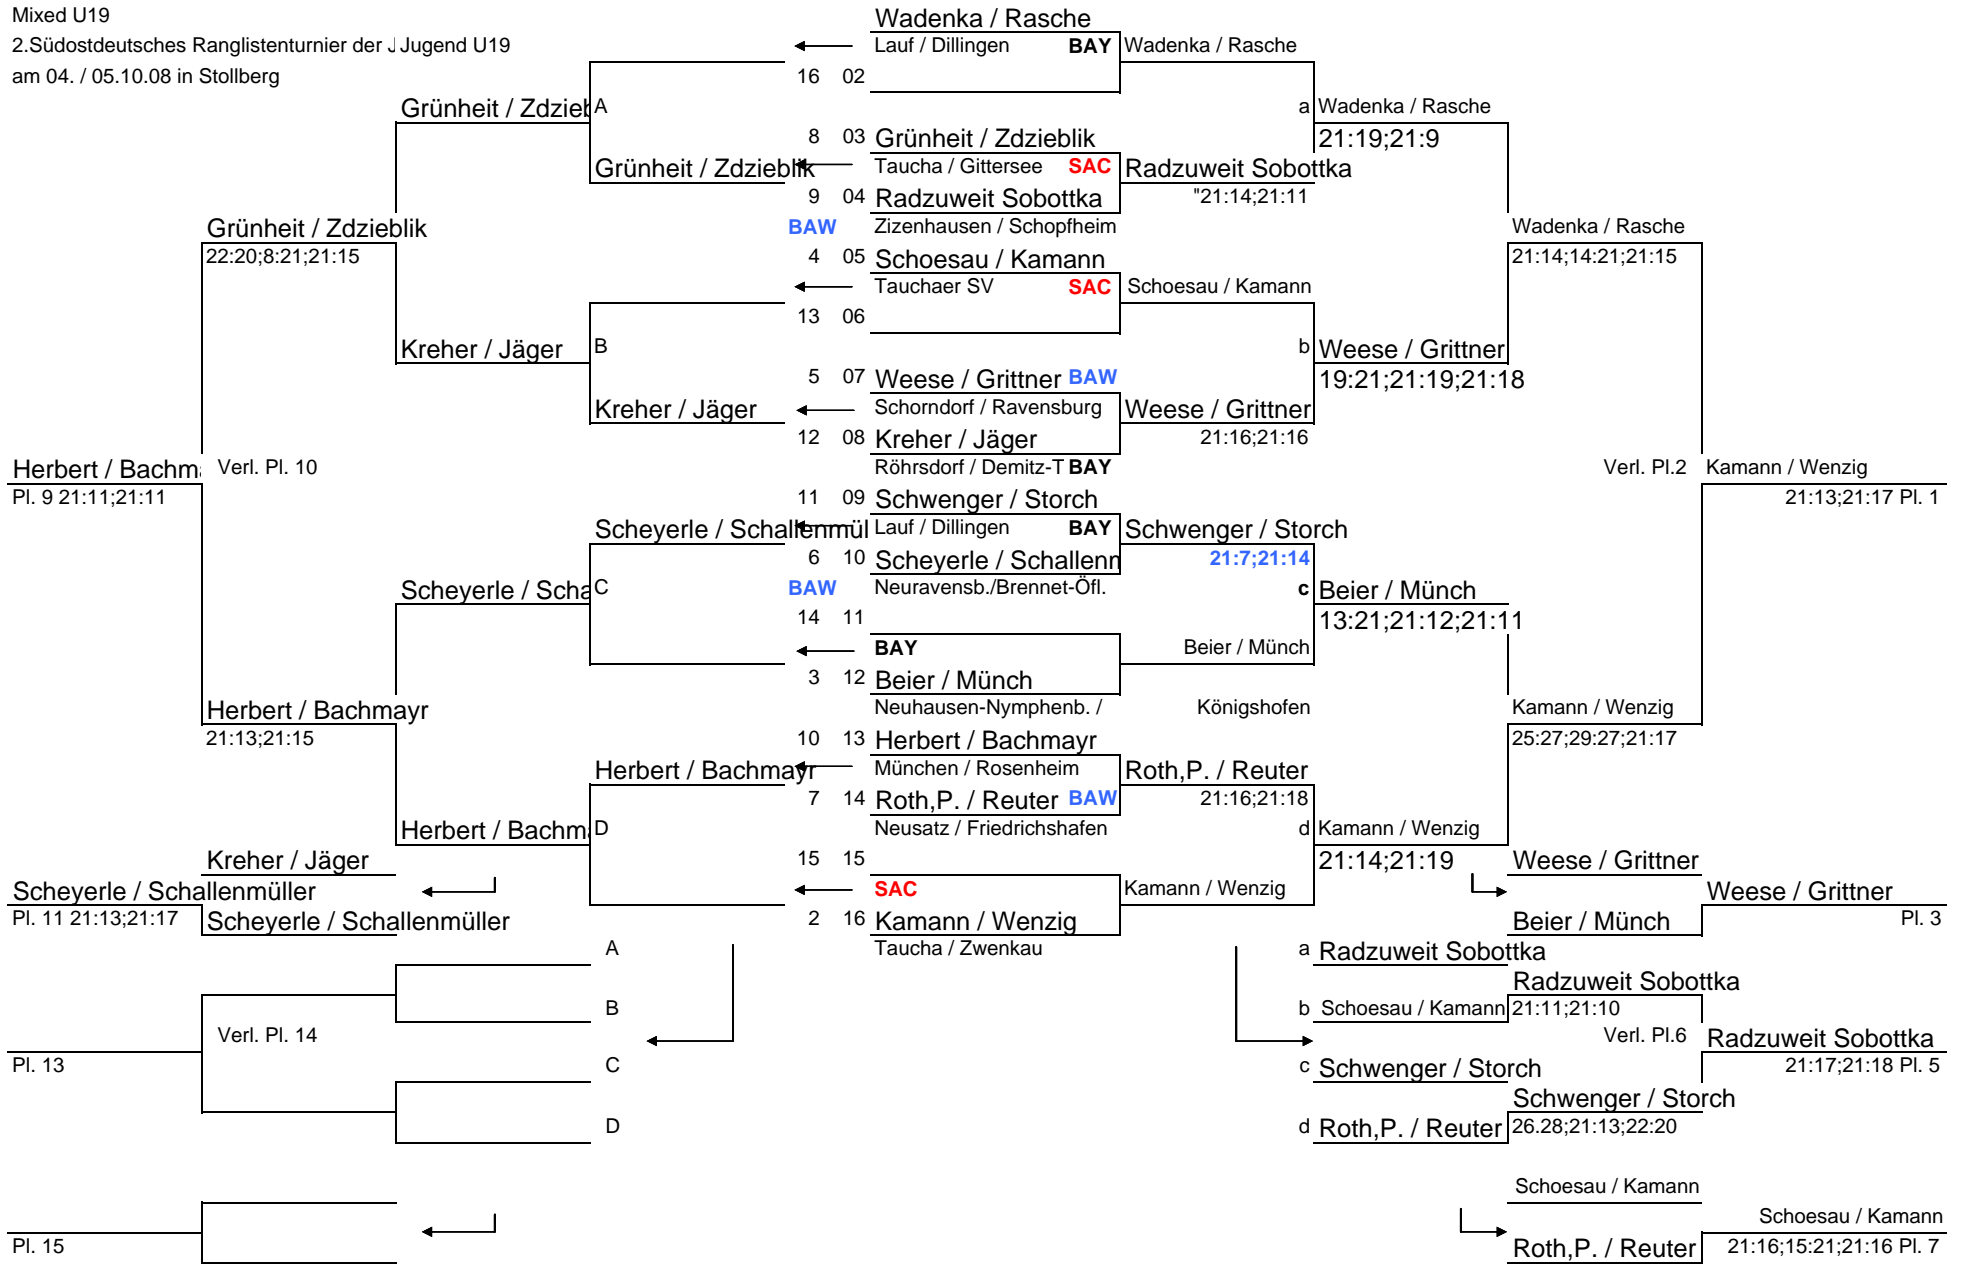 Mixed U19
2.Südostdeutsches Ranglistenturnier der J Jugend U19
am 04. / 05.10.08 in Stollberg
Wadenka / Rasche
Lauf / Dillingen BAY Wadenka / Rasche
16 02
Grünheit / Zdzieb A
a Wadenka / Rasche
8 03 Grünheit / Zdzieblik 21:19;21:9
Grünheit / Zdzieblik Taucha / Gittersee SAC Radzuweit Sobottka
9 04 Radzuweit Sobottka "21:14;21:11
Grünheit / Zdzieblik BAW Zizenhausen / Schopfheim Wadenka / Rasche
22:20;8:21;21:15 4 05 Schoesau / Kamann 21:14;14:21;21:15
Tauchaer SV SAC Schoesau / Kamann
13 06
Kreher / Jäger B b Weese / Grittner
5 07 Weese / Grittner BAW 19:21;21:19;21:18
Kreher / Jäger Schorndorf / Ravensburg Weese / Grittner
12 08 Kreher / Jäger 21:16;21:16
Herbert / Bachm Verl. Pl. 10 Röhrsdorf / Demitz-T BAY Verl. Pl.2 Kamann / Wenzig
Pl. 9 21:11;21:11 11 09 Schwenger / Storch 21:13;21:17 Pl. 1
Scheyerle / Schallenmül Lauf / Dillingen BAY Schwenger / Storch
6 10 Scheyerle / Schallenn 21:7;21:14
Scheyerle / Scha C BAW Neuravensb./Brennet-Öfl. c Beier / Münch
14 11 13:21;21:12;21:11
BAY Beier / Münch
3 12 Beier / Münch
Herbert / Bachmayr Neuhausen-Nymphenb. / Königshofen Kamann / Wenzig
21:13;21:15 10 13 Herbert / Bachmayr 25:27;29:27;21:17
Herbert / Bachmayr München / Rosenheim Roth,P. / Reuter
7 14 Roth,P. / Reuter BAW 21:16;21:18
Herbert / Bachm D Neusatz / Friedrichshafen d Kamann / Wenzig
Kreher / Jäger 15 15 21:14;21:19 Weese / Grittner
Scheyerle / Schallenmüller SAC Kamann / Wenzig Weese / Grittner
Pl. 11 21:13;21:17 Scheyerle / Schallenmüller 2 16 Kamann / Wenzig Beier / Münch Pl. 3
A Taucha / Zwenkau a Radzuweit Sobottka
Radzuweit Sobottka
B b Schoesau / Kamann 21:11;21:10
Verl. Pl. 14 Verl. Pl.6 Radzuweit Sobottka
Pl. 13 C c Schwenger / Storch 21:17;21:18 Pl. 5
Schwenger / Storch
D d Roth,P. / Reuter 26.28;21:13;22:20
Schoesau / Kamann
Schoesau / Kamann
Pl. 15 Roth,P. / Reuter 21:16;15:21;21:16 Pl. 7